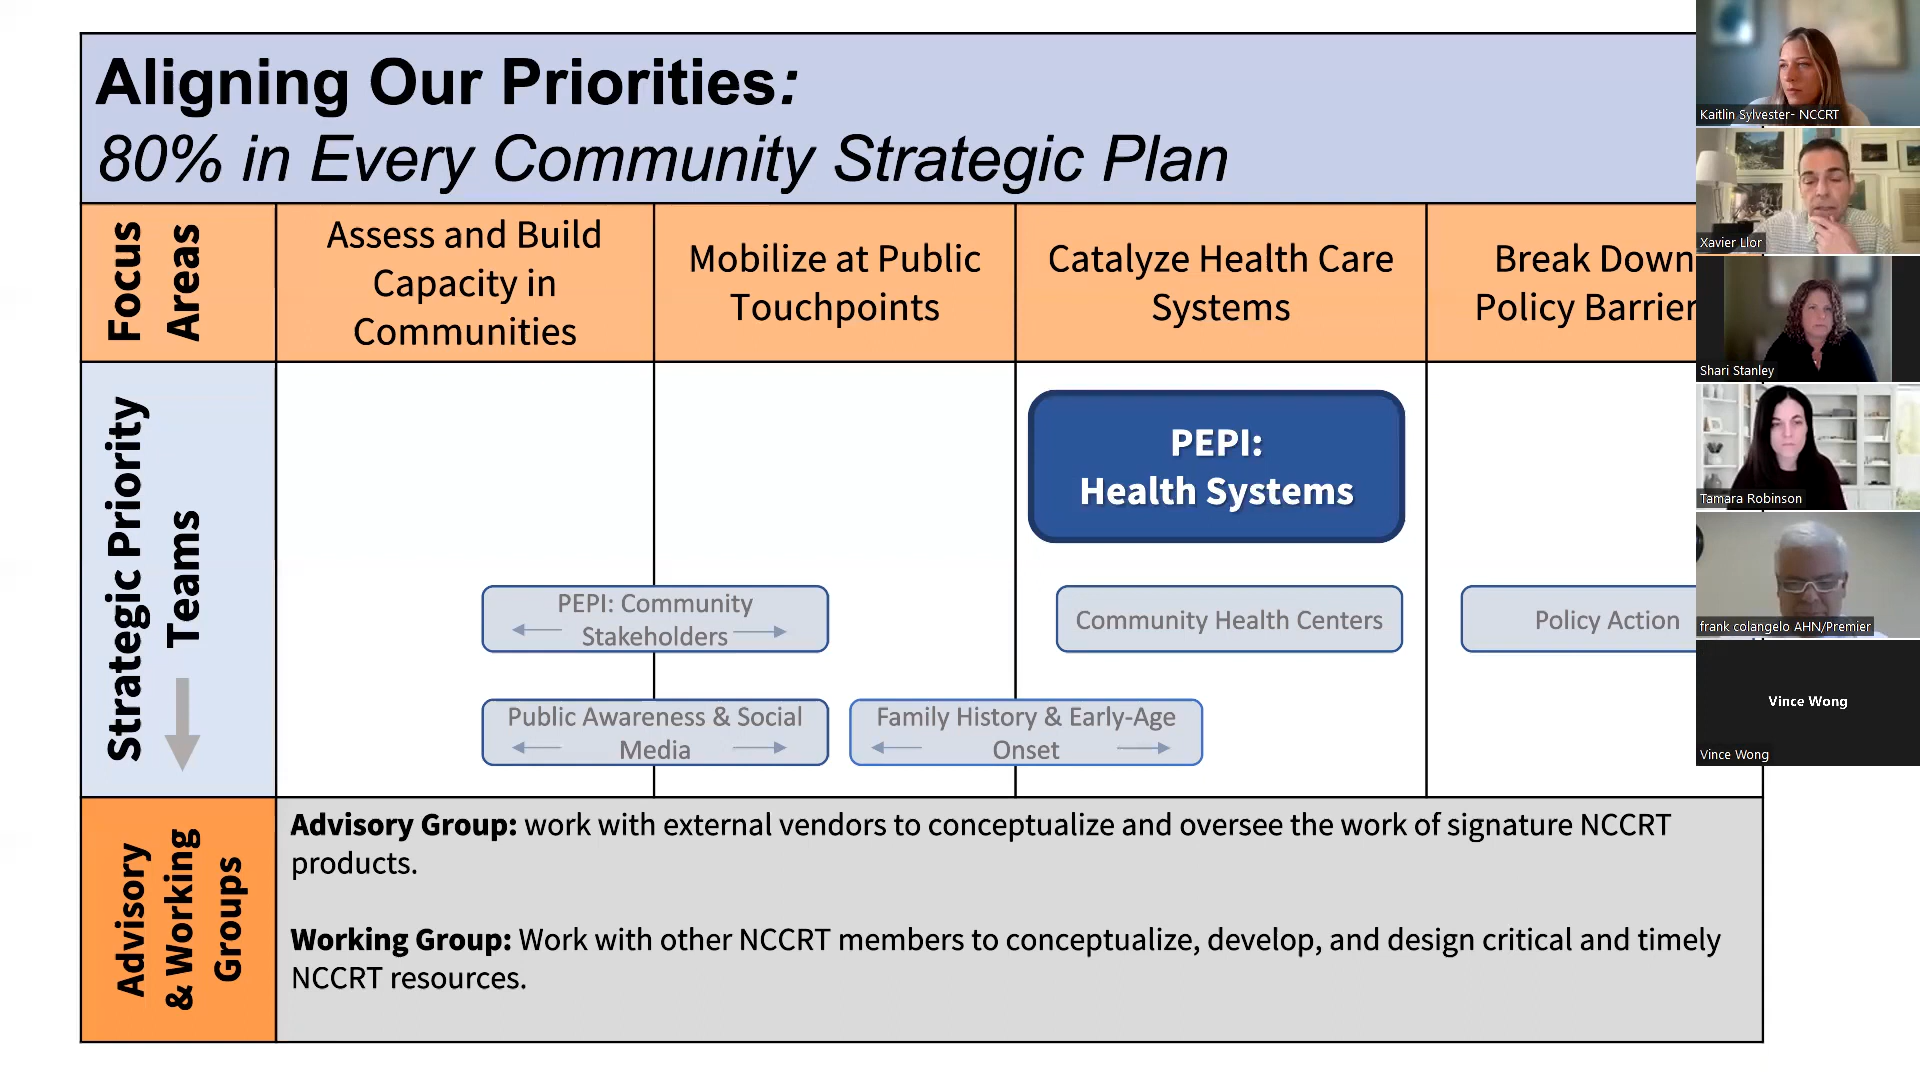 Aligning Our Priorities:
80% in Every Community Strategic Plan
Focus
Areas
Assess and Build
Capacity in
Communities
Mobilize at Public
Touchpoints
Catalyze Health Care
Systems
Break Down
Policy Barrier
Strategic Priority
Teams
PEPI:
Health Systems
PEPI: Community
Stakeholders
Community Health Centers
Policy Action
Public Awareness & Social
Media
Family History & Early-Age
Onset
Advisory
& Working
Groups
Advisory Group: work with external vendors to conceptualize and oversee the work of signature NCCRT
products.
Working Group: Work with other NCCRT members to conceptualize, develop, and design critical and timely
NCCRT resources.
Kaitlin Sylvester- NCCRT
Xavier Llor
Shari Stanley
Tamara Robinson
frank colangelo AHN/Premier
Vince Wong
Vince Wong